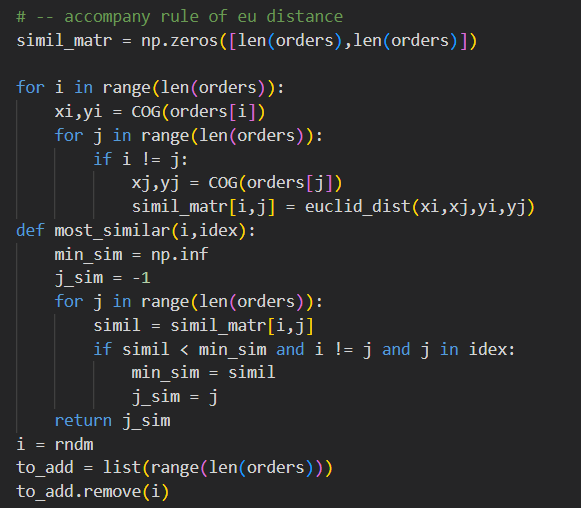 # -- accompany rule of eu distance
simil_matr = np.zeros([len(orders),len(orders)])

for i in range(len(orders)):
    xi,yi = COG(orders[i])
    for j in range(len(orders)):
        if i != j:
            xj,yj = COG(orders[j])
            simil_matr[i,j] = euclid_dist(xi,xj,yi,yj)
def most_similar(i,idex):
    min_sim = np.inf
    j_sim = -1
    for j in range(len(orders)):
        simil = simil_matr[i,j]
        if simil < min_sim and i != j and j in idex:
            min_sim = simil
            j_sim = j
    return j_sim
i = rndm
to_add = list(range(len(orders)))
to_add.remove(i)